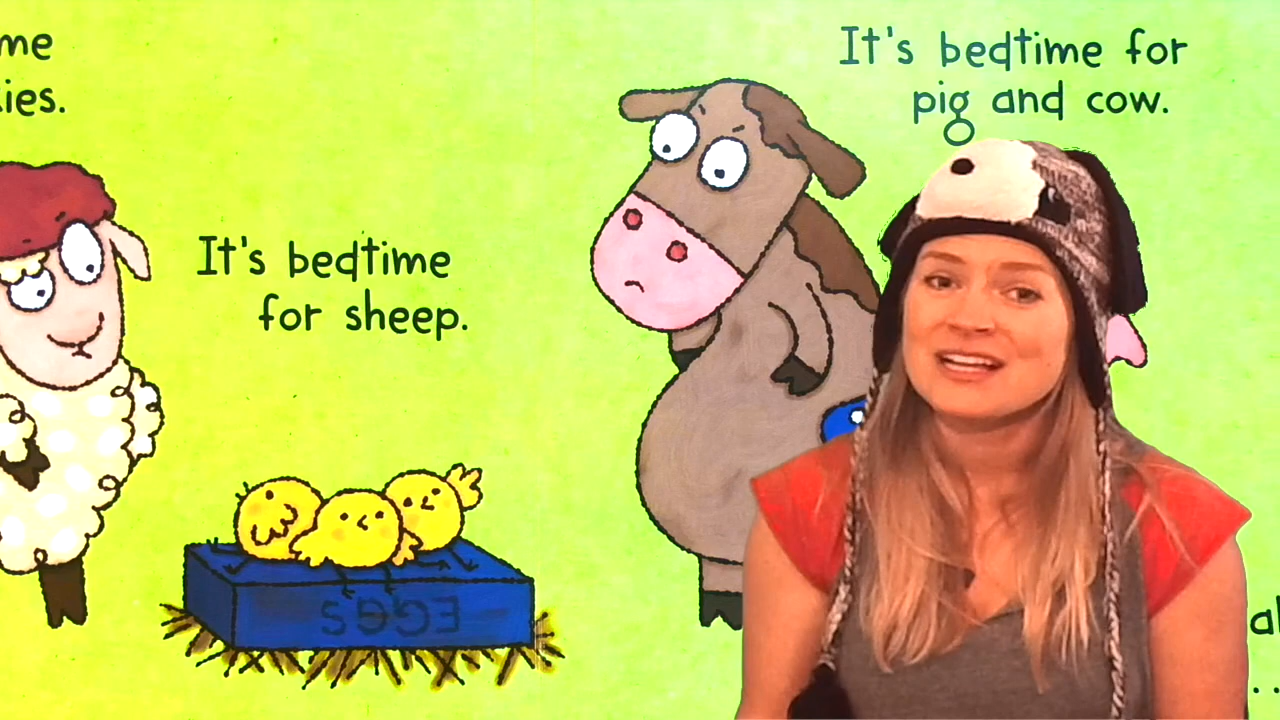 me
ies.
It's bedtime
for sheep.
It's bedtime for
pig and cow.
EGGS